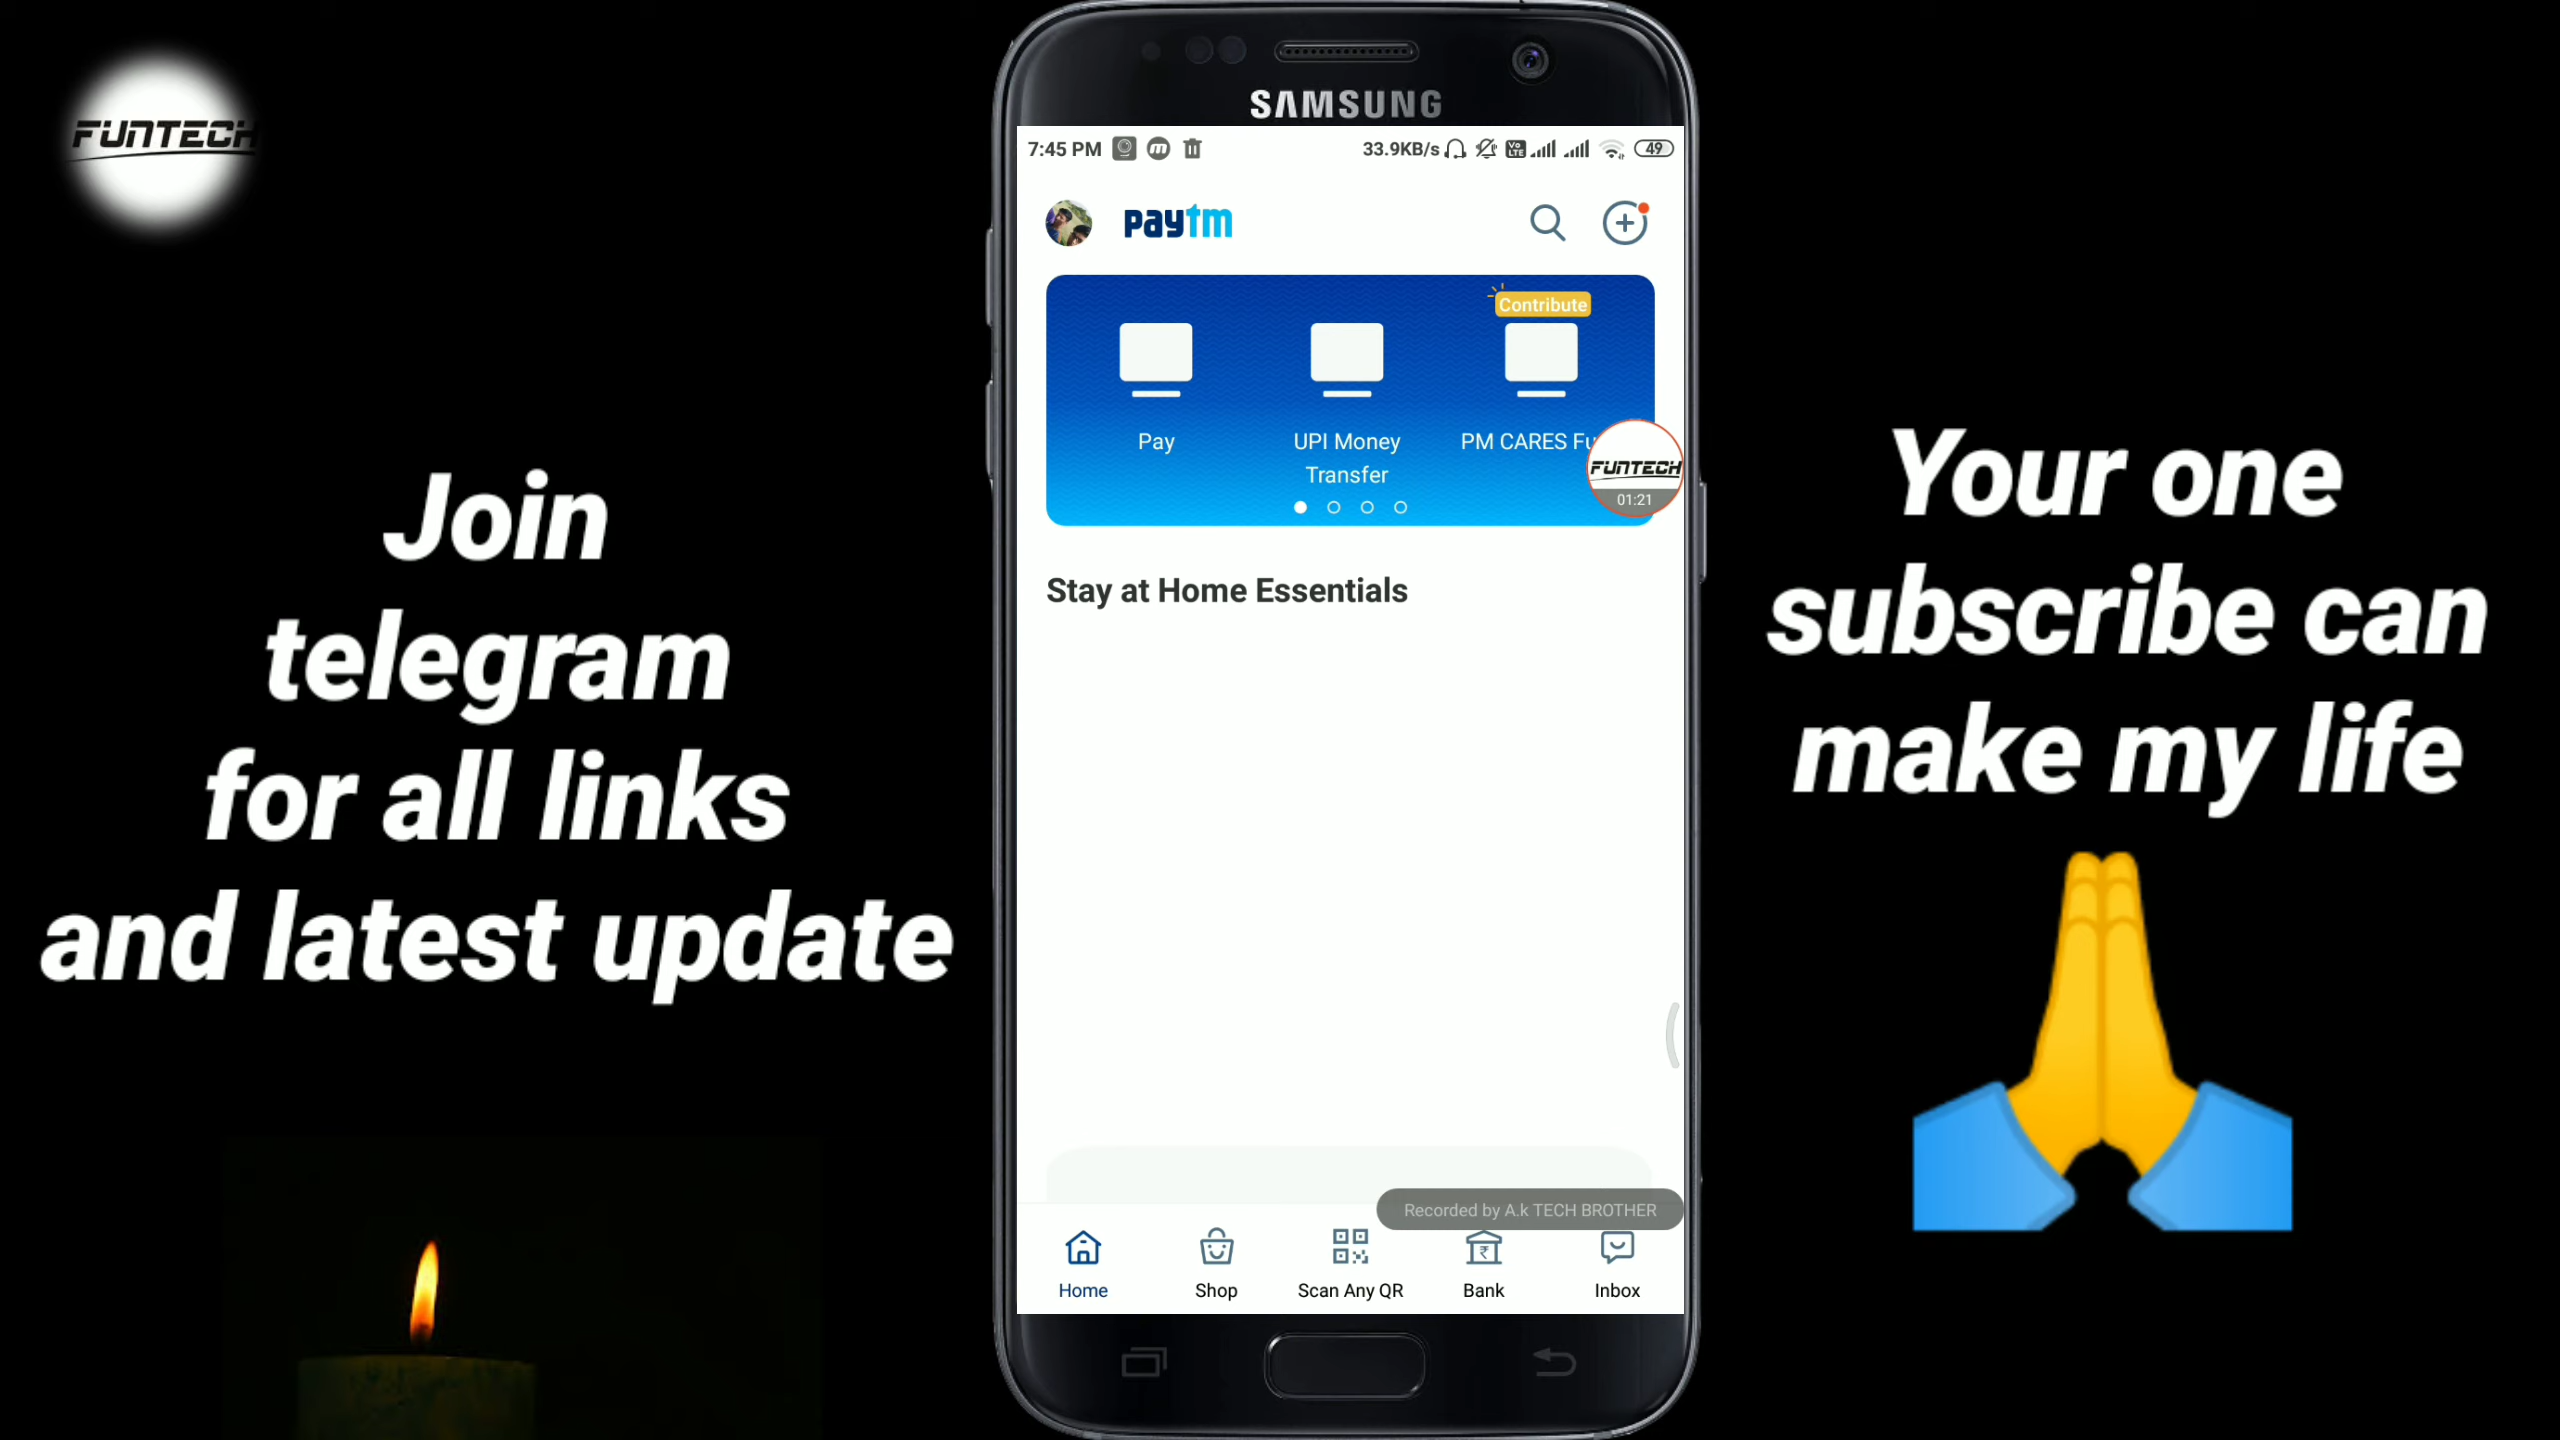 FUNTECH
Join
telegram
for all links
and latest update
SAMSUNG
7:45 PM
33.9KB/s
Vo
LTE
49
paytm
Contribute
Pay
UPI Money
Transfer
PM CARES Fu
FUNTECH
01:21
Stay at Home Essentials
Recorded by A.k TECH BROTHER
Home
Shop
Scan Any QR
Bank
Inbox
Your one
subscribe can
make my life